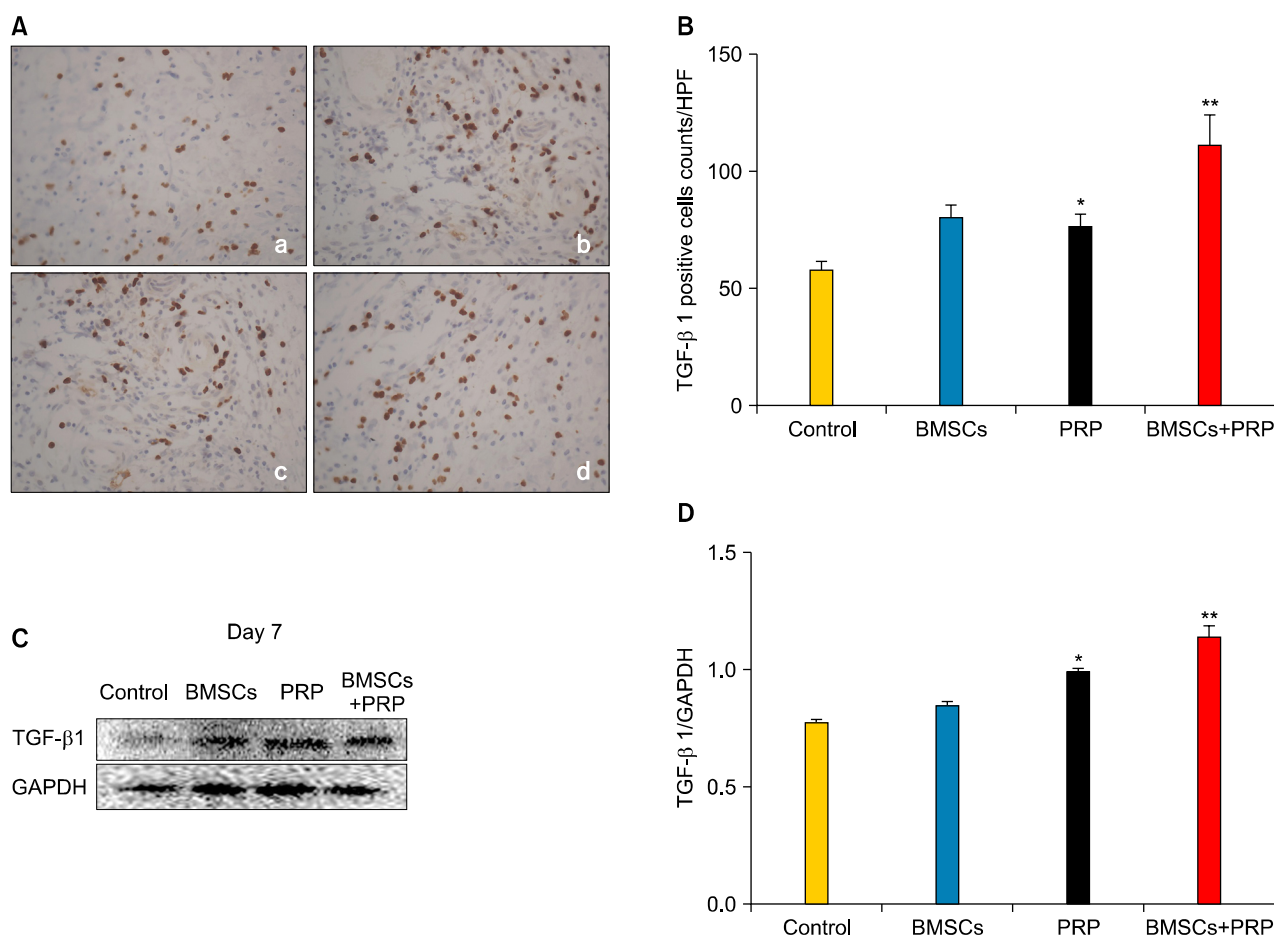 A
a
b
c
d
B
TGF-β 1 positive cells counts/HPF
150
100
50
0
*
**
Control BMSCs PRP BMSCs+PRP
C
Day 7
Control BMSCs PRP BMSCs
+PRP
TGF-β1
GAPDH
D
TGF-β 1/GAPDH
1.5
1.0
0.5
0.0
*
**
Control BMSCs PRP BMSCs+PRP